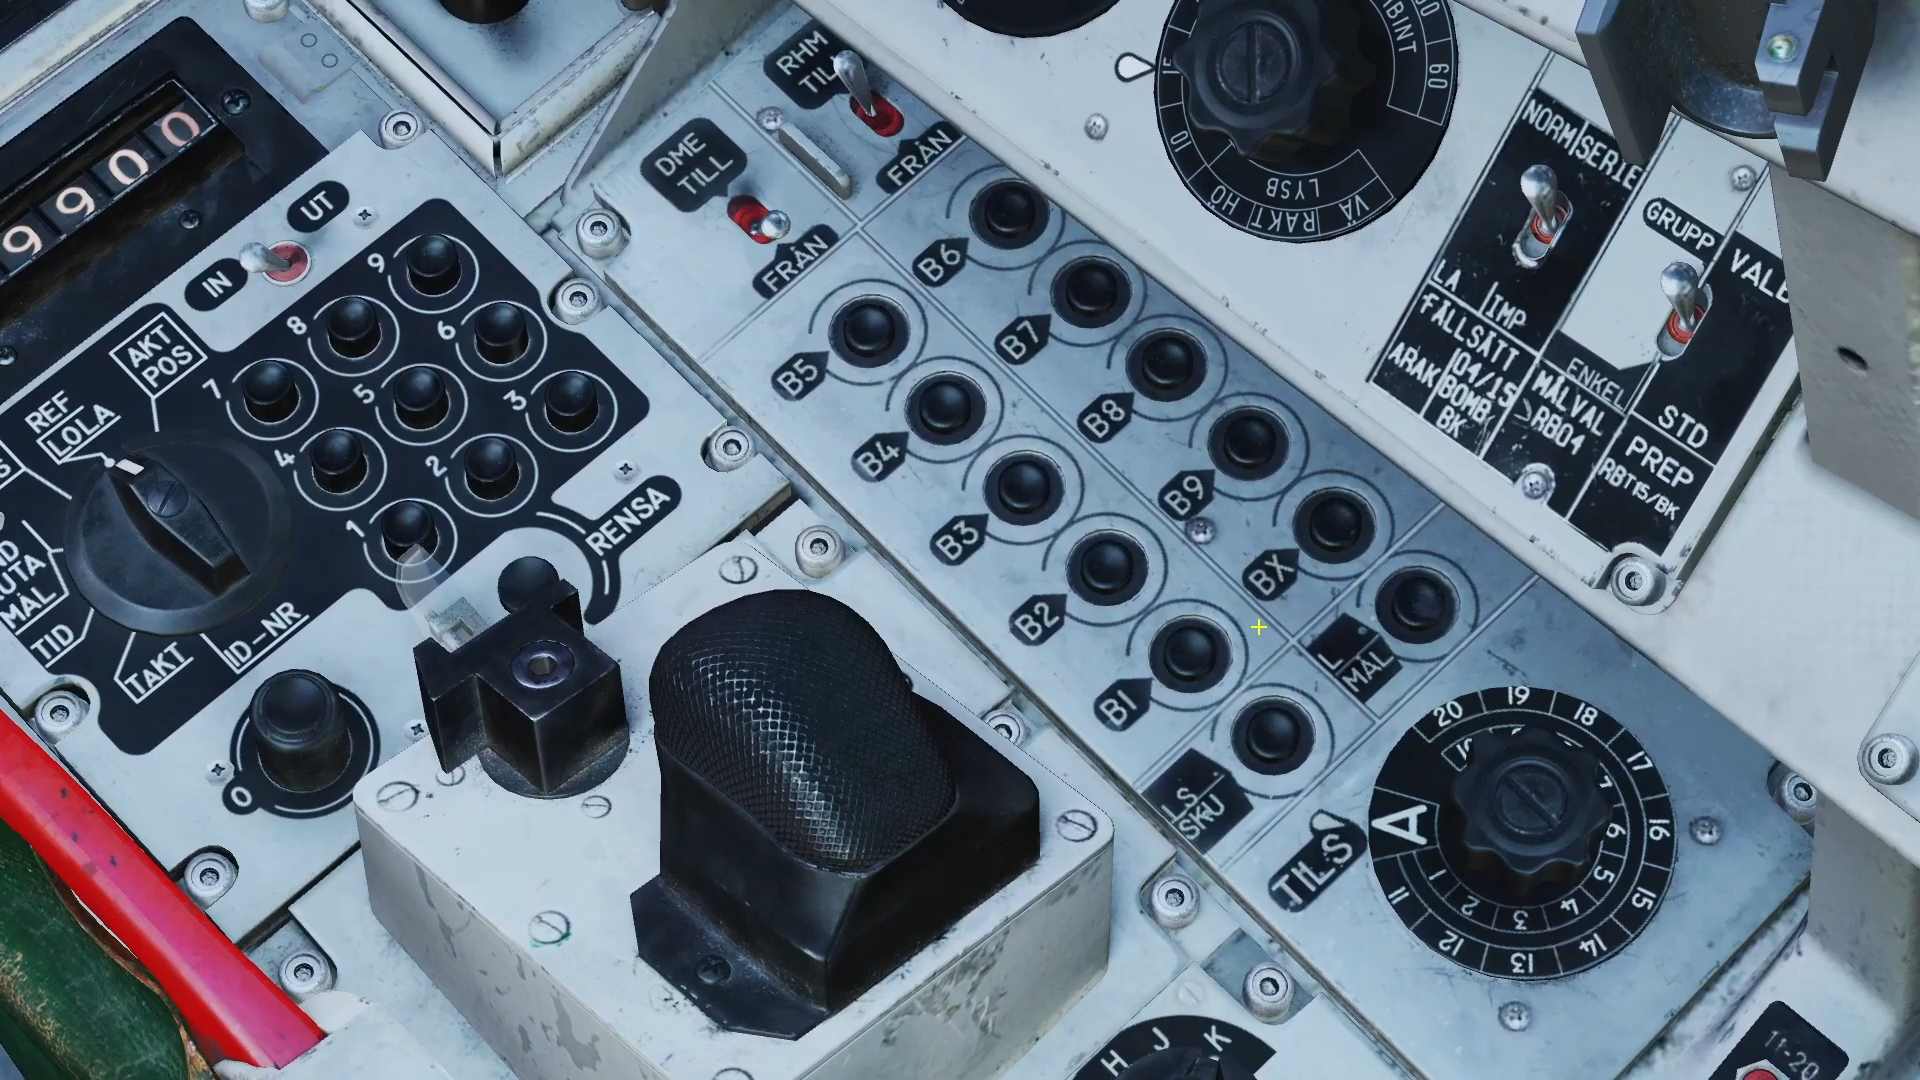 9900
UT
IN
AKT
POS
REF
LOLA
TID
TAKT
ID-NR
RENSA
7
8
9
4
5
6
1
2
3
0
RHM
FRÅN
DME
TILL
FRÅN
B6
B7
B8
B9
BX
B5
B4
B3
B2
B1
L
MÅL
LS
SKU
TILS
A
20
19
18
17
16
15
14
13
12
11
1
2
3
4
5
6
7
10
60
LYSB
VÄ
RAKT
HÖ
NORM
SERIE
LA
IMP
FÄLLSÄTT
ARAK
104/15
BOMB
BK
GRUPP
ENKEL
MÅLVAL
RB04
STD
PREP
RBT15/BK
H
J
K
11-20